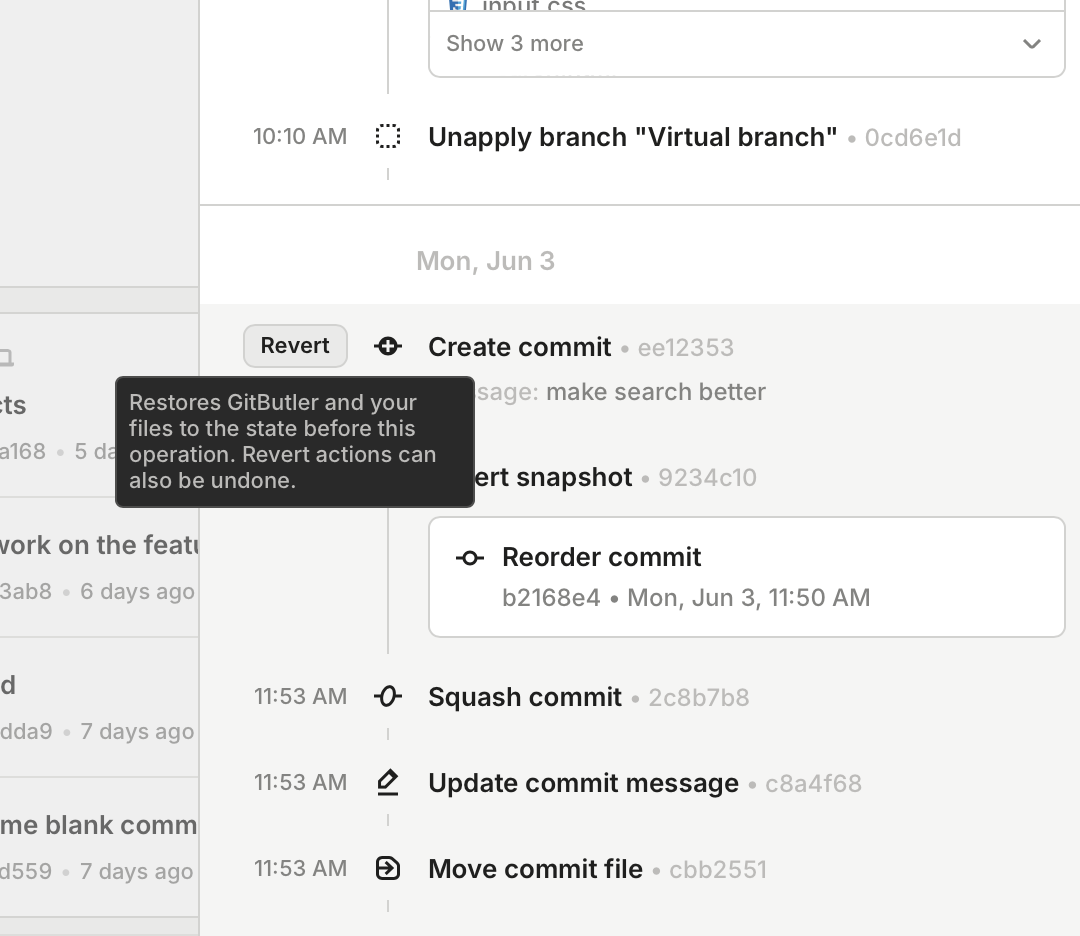 input.css
Show 3 more
10:10 AM Unapply branch "Virtual branch" • 0cd6e1d
Mon, Jun 3
Revert Create commit • ee12353
sage: make search better
Restores GitButler and your
files to the state before this
operation. Revert actions can
also be undone.
ert snapshot • 9234c10
Reorder commit
b2168e4 • Mon, Jun 3, 11:50 AM
11:53 AM Squash commit • 2c8b7b8
11:53 AM Update commit message • c8a4f68
11:53 AM Move commit file • cbb2551
cts
a168 • 5 da
work on the featu
3ab8 • 6 days ago
d
dda9 • 7 days ago
me blank comm
d559 • 7 days ago